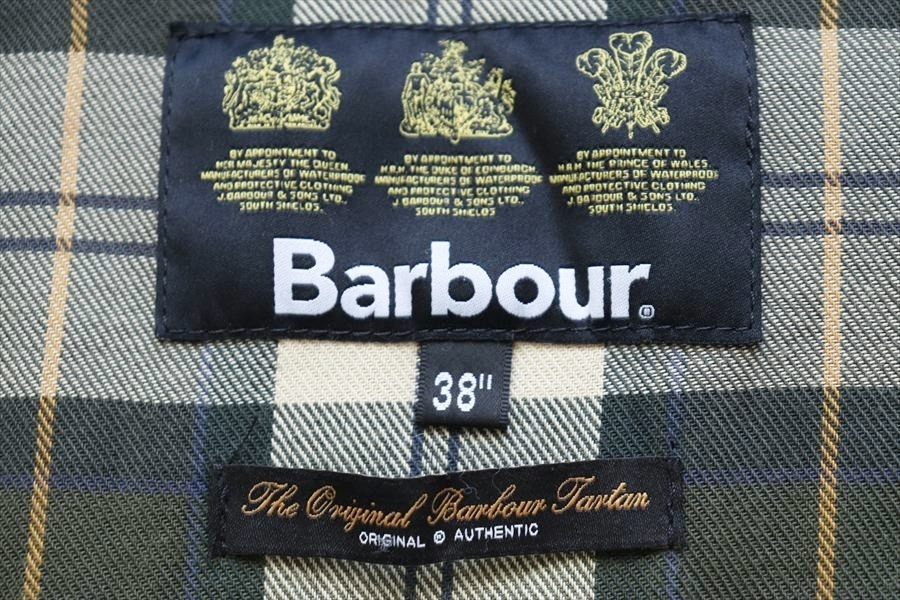 BY APPOINTMENT TO
H.M. MAJESTY THE QUEEN
MANUFACTURERS OF WATERPROOF
AND PROTECTIVE CLOTHING
J. BARBOUR & SONS LTD.
SOUTH SHIELDS.
BY APPOINTMENT TO
H.R.H. THE DUKE OF EDINBURGH
MANUFACTURERS OF WATERPROOF
AND PROTECTIVE CLOTHING
J. BARBOUR & SONS LTD.
SOUTH SHIELDS
BY APPOINTMENT TO
H.R.H. THE PRINCE OF WALES.
MANUFACTURERS OF WATERPROOF
AND PROTECTIVE CLOTHING
J. BARBOUR & SONS LTD.
SOUTH SHIELDS.
Barbour®
38"
The Original Barbour Tartan
ORIGINAL ® AUTHENTIC